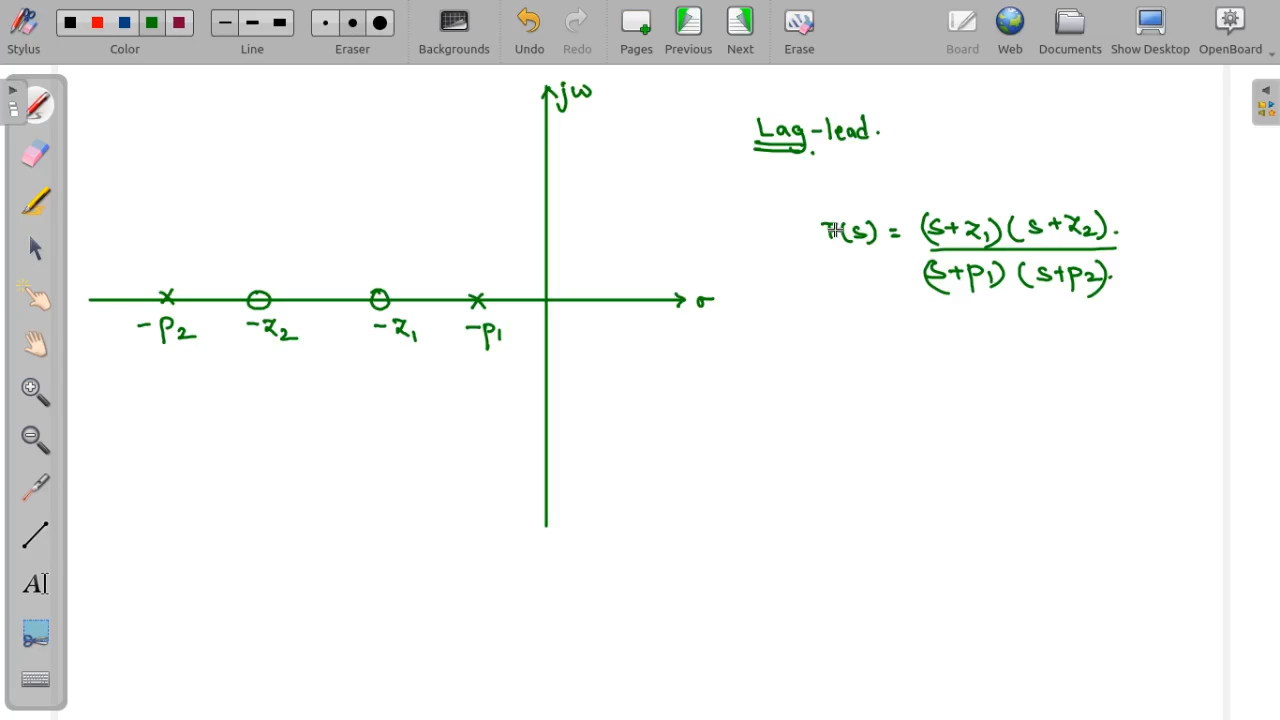 Stylus Color Line Eraser Backgrounds Undo Redo Pages Previous Next Erase Board Web Documents Show Desktop OpenBoard
jω
Lag-lead.
T(s) = (s+z₁)(s+z₂).
(s+p₁)(s+p₂).
σ
-p₂ -z₂ -z₁ -p₁
AI